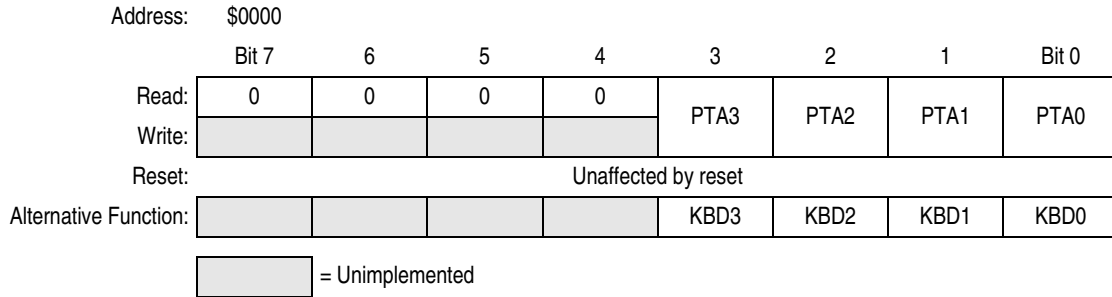 Address: $0000
Bit 7 6 5 4 3 2 1 Bit 0
Read: 0 0 0 0 PTA3 PTA2 PTA1 PTA0
Write:
Reset: Unaffected by reset
Alternative Function: KBD3 KBD2 KBD1 KBD0
= Unimplemented